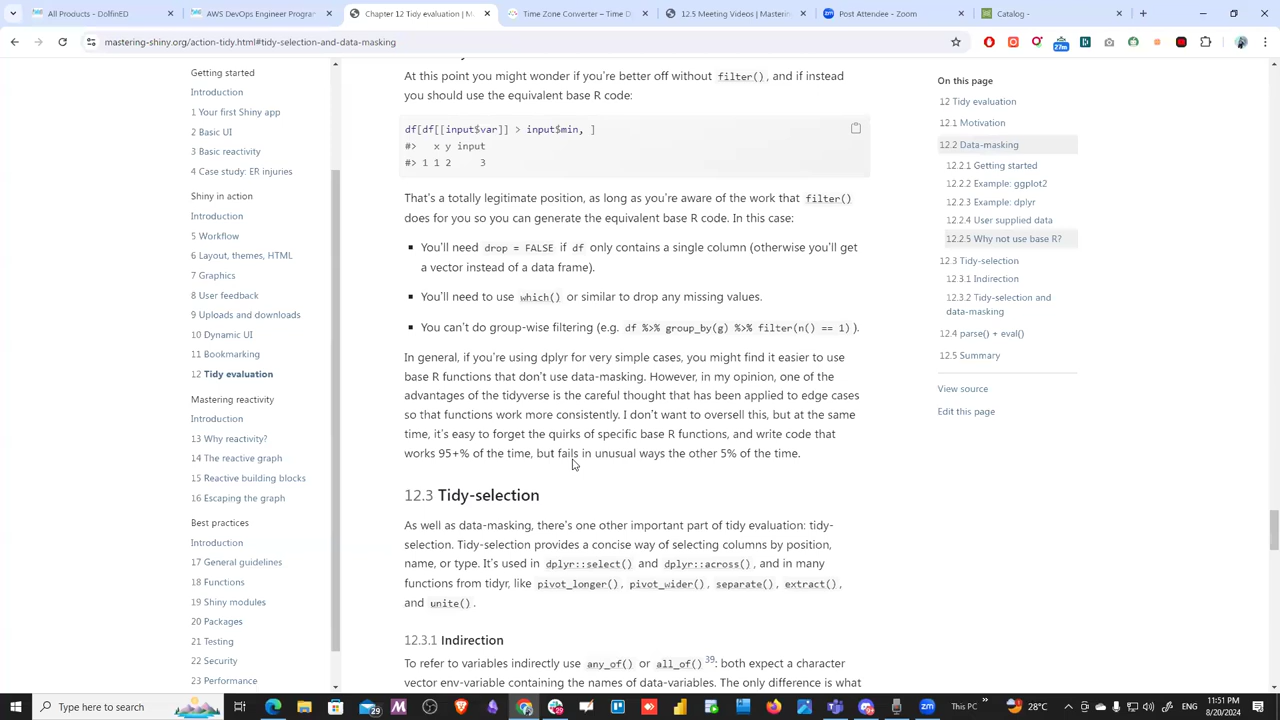 All Products - DolfinED
AWS DevOps Engineer Progra
Chapter 12 Tidy evaluation | M
Time Zone Converter – Time D
12.5 Meeting Videos | Masterin
Post Attendee - Zoom
Catalog -
mastering-shiny.org/action-tidy.html#tidy-selection-and-data-masking
27m
Getting started
Introduction
1 Your first Shiny app
2 Basic UI
3 Basic reactivity
4 Case study: ER injuries
Shiny in action
Introduction
5 Workflow
6 Layout, themes, HTML
7 Graphics
8 User feedback
9 Uploads and downloads
10 Dynamic UI
11 Bookmarking
12 Tidy evaluation
Mastering reactivity
Introduction
13 Why reactivity?
14 The reactive graph
15 Reactive building blocks
16 Escaping the graph
Best practices
Introduction
17 General guidelines
18 Functions
19 Shiny modules
20 Packages
21 Testing
22 Security
23 Performance
At this point you might wonder if you're better off without filter(), and if instead
you should use the equivalent base R code:
df[df[[input$var]] > input$min, ]
#>   x y input
#> 1 1 2     3
That's a totally legitimate position, as long as you're aware of the work that filter()
does for you so you can generate the equivalent base R code. In this case:
▪ You'll need drop = FALSE if df only contains a single column (otherwise you'll get
a vector instead of a data frame).
▪ You'll need to use which() or similar to drop any missing values.
▪ You can't do group-wise filtering (e.g. df %>% group_by(g) %>% filter(n() == 1)).
In general, if you're using dplyr for very simple cases, you might find it easier to use
base R functions that don't use data-masking. However, in my opinion, one of the
advantages of the tidyverse is the careful thought that has been applied to edge cases
so that functions work more consistently. I don't want to oversell this, but at the same
time, it's easy to forget the quirks of specific base R functions, and write code that
works 95+% of the time, but fails in unusual ways the other 5% of the time.
12.3 Tidy-selection
As well as data-masking, there's one other important part of tidy evaluation: tidy-
selection. Tidy-selection provides a concise way of selecting columns by position,
name, or type. It's used in dplyr::select() and dplyr::across(), and in many
functions from tidyr, like pivot_longer(), pivot_wider(), separate(), extract(),
and unite().
12.3.1 Indirection
To refer to variables indirectly use any_of() or all_of() 39: both expect a character
vector env-variable containing the names of data-variables. The only difference is what
On this page
12 Tidy evaluation
12.1 Motivation
12.2 Data-masking
12.2.1 Getting started
12.2.2 Example: ggplot2
12.2.3 Example: dplyr
12.2.4 User supplied data
12.2.5 Why not use base R?
12.3 Tidy-selection
12.3.1 Indirection
12.3.2 Tidy-selection and
data-masking
12.4 parse() + eval()
12.5 Summary
View source
Edit this page
Type here to search
This PC
28°C
11:51 PM
8/20/2024